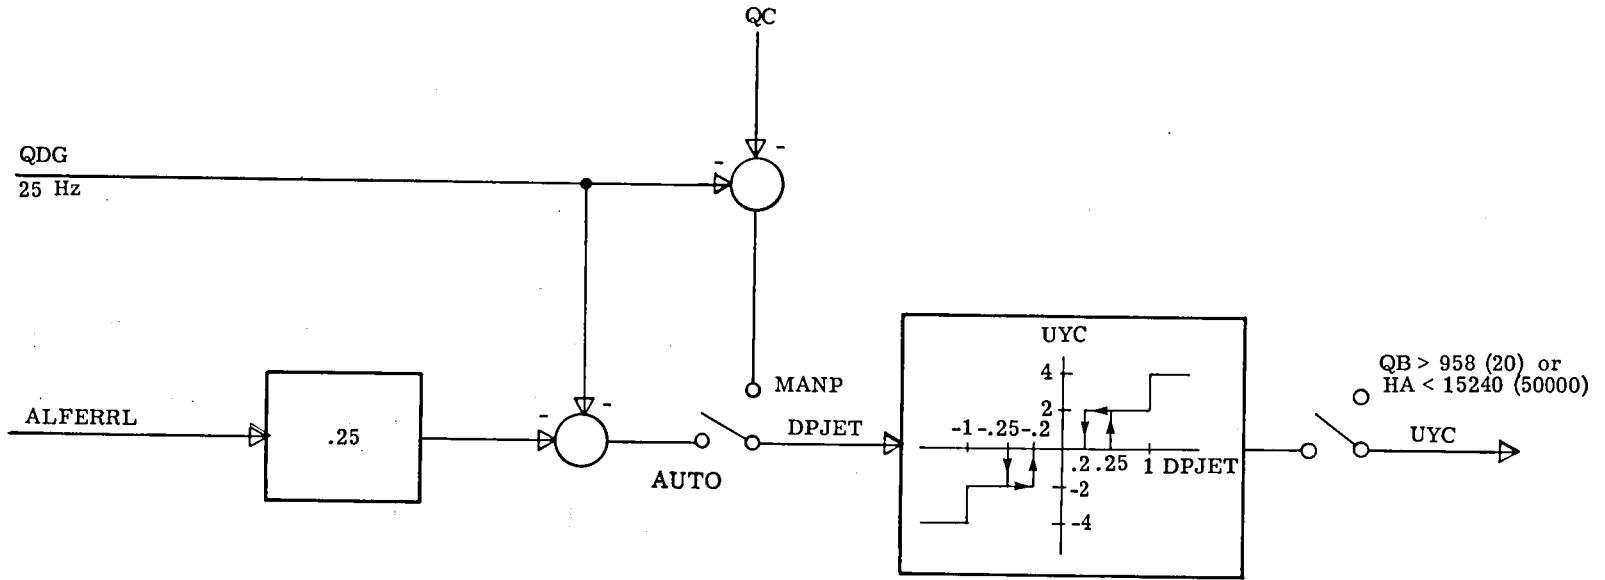 QC
-
-
QDG
25 Hz
ALFERRL
.25
-
-
MANP
AUTO
DPJET
UYC
4
2
-1 -.25 -.2
.2 .25 1 DPJET
-2
-4
QB > 958 (20) or
HA < 15240 (50000)
UYC